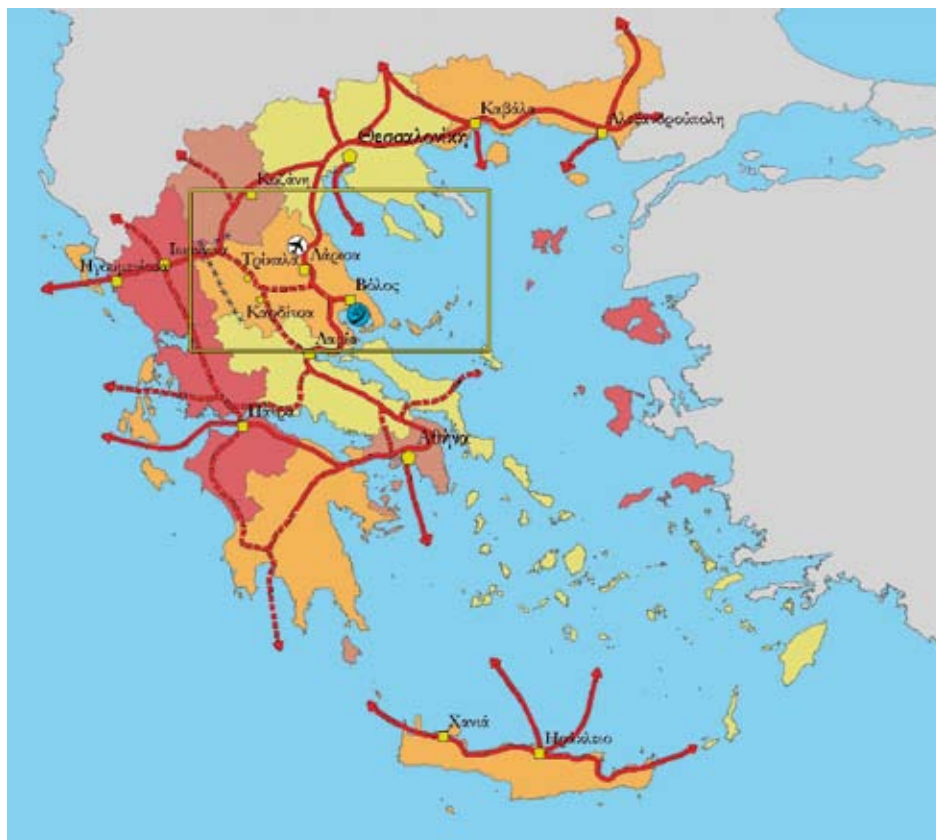 Καβάλα
Αλεξανδρούπολη
Θεσσαλονίκη
Κοζάνη
Ιωάννινα
Λάρισα
Ηγουμενίτσα
Τρίκαλα
Βόλος
Καρδίτσα
Λαμία
Πάτρα
Αθήνα
Χανιά
Ηράκλειο